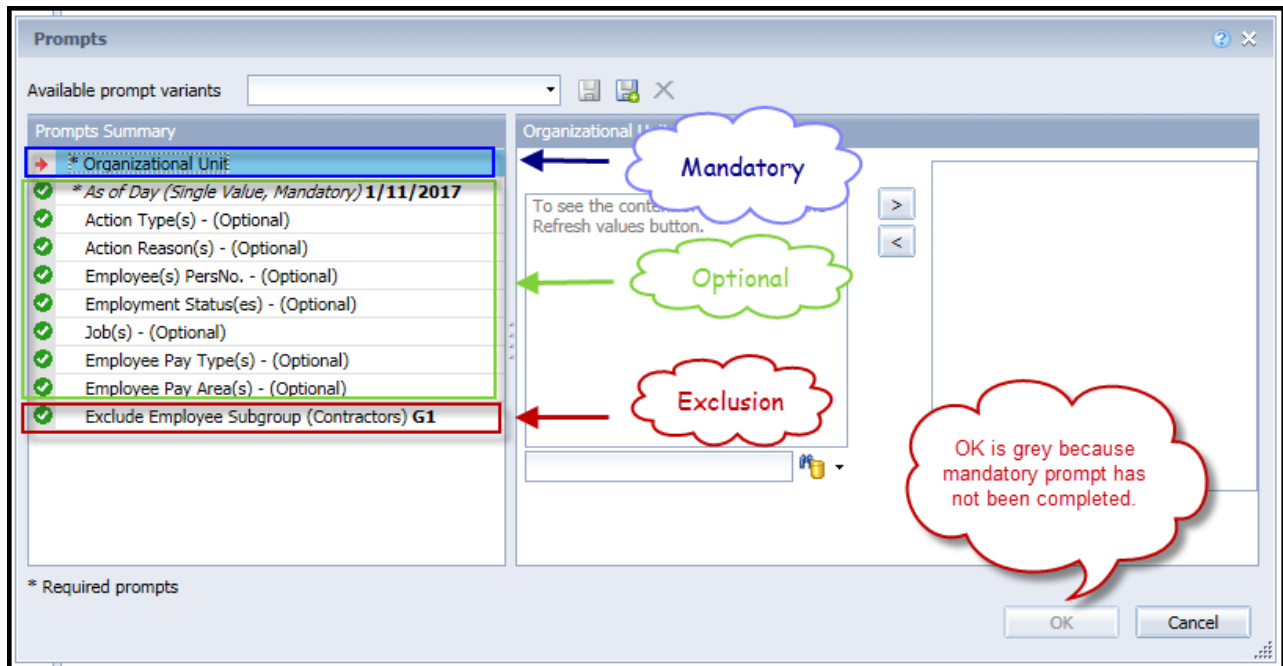 Prompts
Available prompt variants
Prompts Summary
* Organizational Unit
* As of Day (Single Value, Mandatory) 1/11/2017
Action Type(s) - (Optional)
Action Reason(s) - (Optional)
Employee(s) PersNo. - (Optional)
Employment Status(es) - (Optional)
Job(s) - (Optional)
Employee Pay Type(s) - (Optional)
Employee Pay Area(s) - (Optional)
Exclude Employee Subgroup (Contractors) G1
* Required prompts
Organizational
Mandatory
To see the
Refresh values button.
>
<
Optional
Exclusion
OK is grey because
mandatory prompt has
not been completed.
OK
Cancel